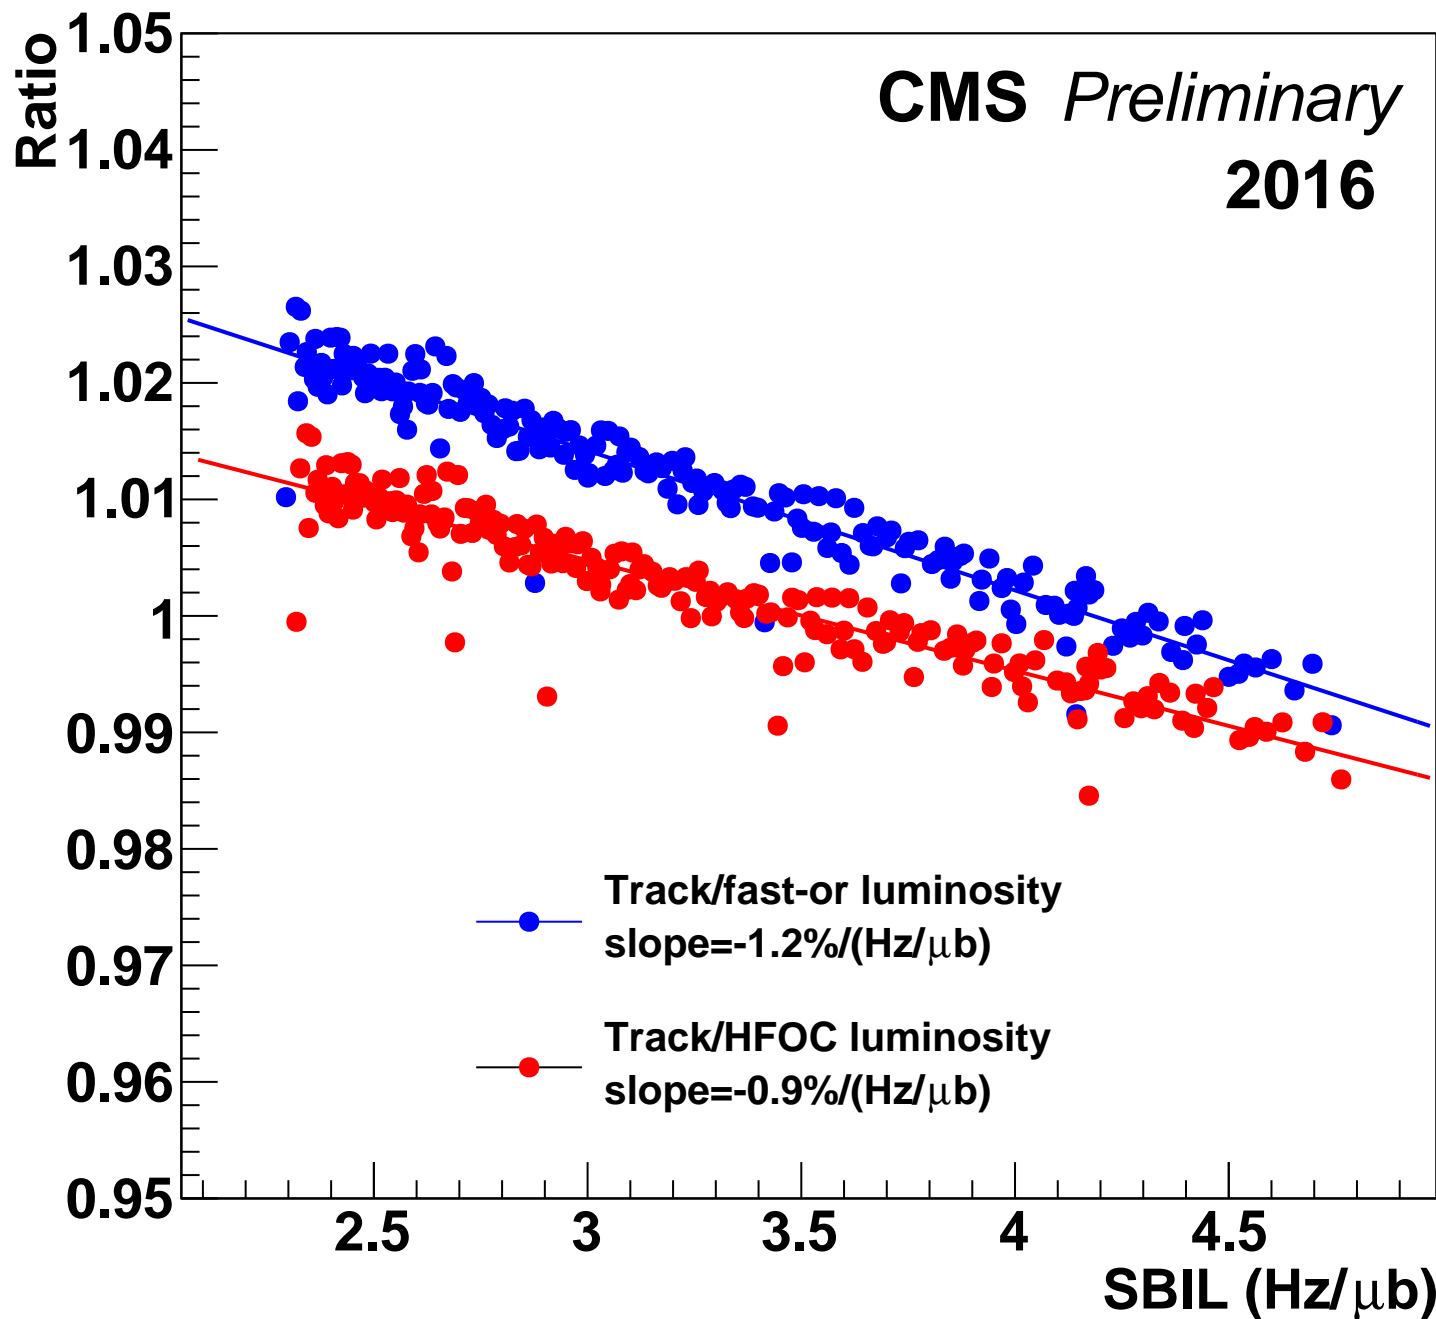 1.05
Ratio
CMS Preliminary
2016
1.04
1.03
1.02
1.01
1
0.99
0.98
0.97
0.96
0.95
Track/fast-or luminosity
slope=-1.2%/(Hz/μb)
Track/HFOC luminosity
slope=-0.9%/(Hz/μb)
2.5 3 3.5 4 4.5
SBIL (Hz/μb)